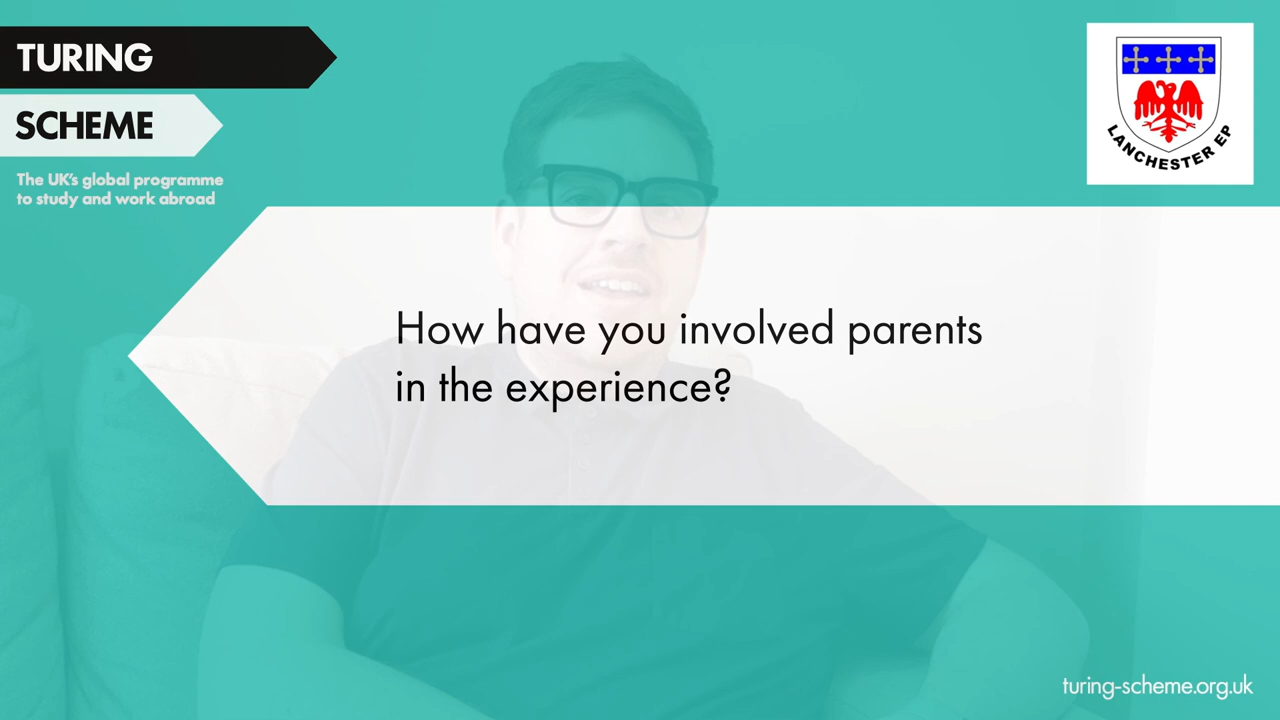 TURING
SCHEME
The UK's global programme
to study and work abroad
LANCHESTER EP
How have you involved parents
in the experience?
turing-scheme.org.uk